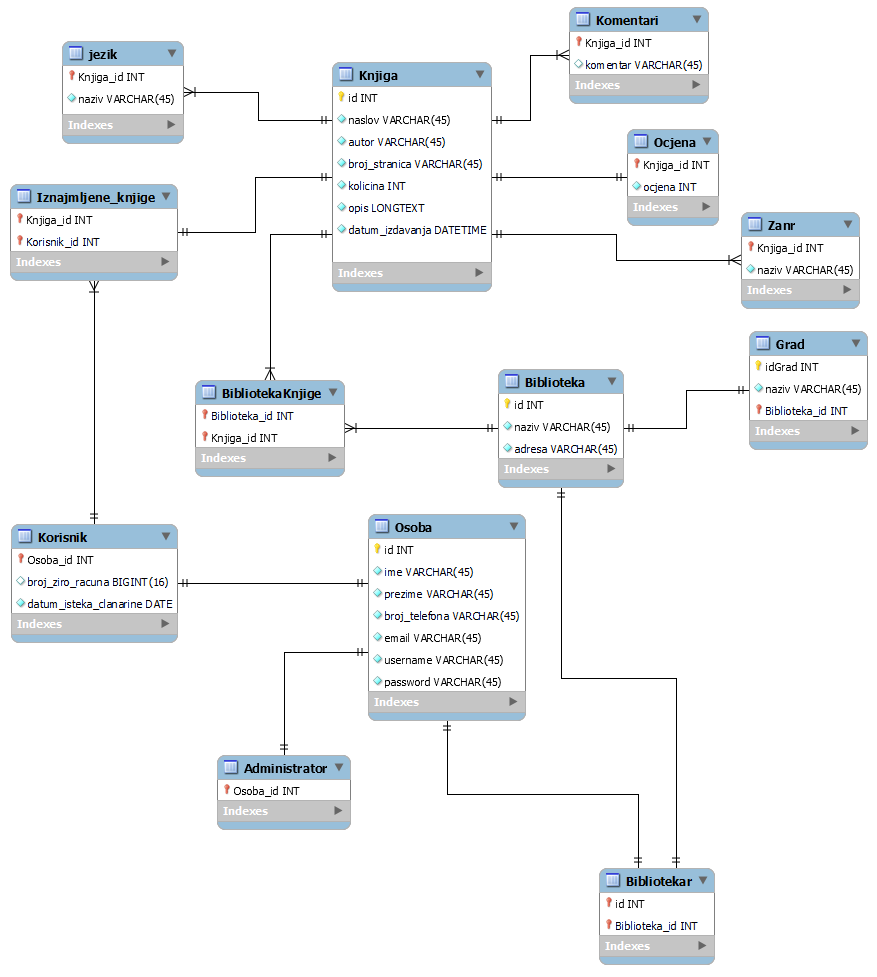 Komentari
Knjiga_id INT
komentar VARCHAR(45)
Indexes
jezik
Knjiga_id INT
naziv VARCHAR(45)
Indexes
Knjiga
id INT
naslov VARCHAR(45)
autor VARCHAR(45)
broj_stranica VARCHAR(45)
kolicina INT
opis LONGTEXT
datum_izdavanja DATETIME
Indexes
Ocjena
Knjiga_id INT
ocjena INT
Indexes
Iznajmljene_knjige
Knjiga_id INT
Korisnik_id INT
Indexes
Zanr
Knjiga_id INT
naziv VARCHAR(45)
Indexes
Grad
idGrad INT
naziv VARCHAR(45)
Biblioteka_id INT
Indexes
BibliotekaKnjige
Biblioteka_id INT
Knjiga_id INT
Indexes
Biblioteka
id INT
naziv VARCHAR(45)
adresa VARCHAR(45)
Indexes
Korisnik
Osoba_id INT
broj_ziro_racuna BIGINT(16)
datum_isteka_clanarine DATE
Indexes
Osoba
id INT
ime VARCHAR(45)
prezime VARCHAR(45)
broj_telefona VARCHAR(45)
email VARCHAR(45)
username VARCHAR(45)
password VARCHAR(45)
Indexes
Administrator
Osoba_id INT
Indexes
Bibliotekar
id INT
Biblioteka_id INT
Indexes